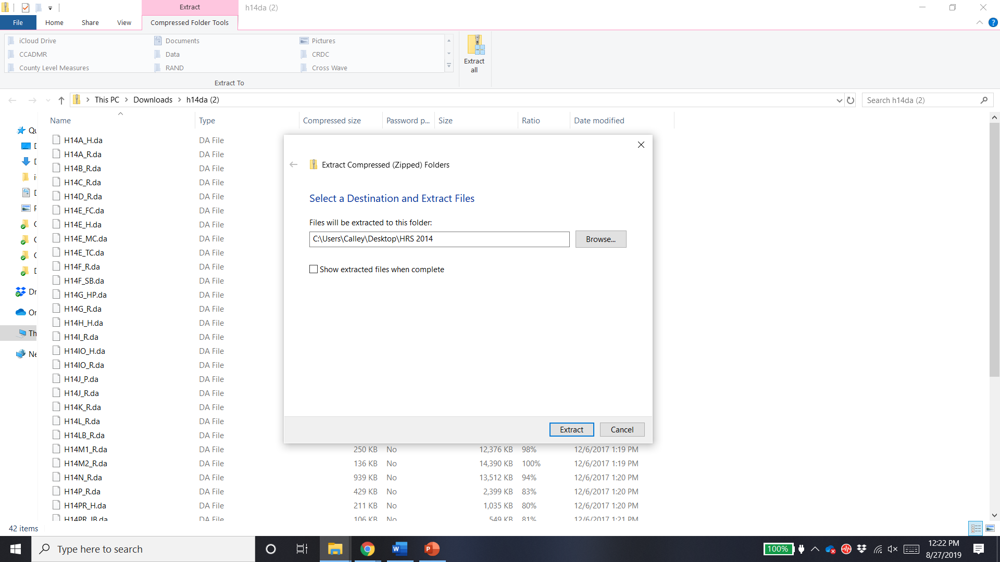 Extract
h14da (2)
File Home Share View Compressed Folder Tools
iCloud Drive Documents Pictures
CCADMR Data CRDC
County Level Measures RAND Cross Wave
Extract all
Extract To
This PC Downloads h14da (2)
Search h14da (2)
Name Type Compressed size Password p... Size Ratio Date modified
H14A_H.da DA File
H14A_R.da DA File
H14B_R.da DA File
H14C_R.da DA File
H14D_R.da DA File
H14E_FC.da DA File
H14E_H.da DA File
H14E_MC.da DA File
H14E_TC.da DA File
H14F_R.da DA File
H14F_SB.da DA File
H14G_HP.da DA File
H14G_R.da DA File
H14H_H.da DA File
H14I_R.da DA File
H14IO_H.da DA File
H14IO_R.da DA File
H14J_P.da DA File
H14J_R.da DA File
H14K_R.da DA File
H14L_R.da DA File
H14LB_R.da DA File
H14M1_R.da DA File 250 KB No 12,376 KB 98% 12/6/2017 1:19 PM
H14M2_R.da DA File 136 KB No 14,390 KB 100% 12/6/2017 1:19 PM
H14N_R.da DA File 939 KB No 13,512 KB 94% 12/6/2017 1:20 PM
H14P_R.da DA File 429 KB No 2,399 KB 83% 12/6/2017 1:20 PM
H14PR_H.da DA File 211 KB No 1,035 KB 80% 12/6/2017 1:20 PM
H14PR_IB.da DA File 106 KB No 549 KB 81% 12/6/2017 1:21 PM
Extract Compressed (Zipped) Folders
Select a Destination and Extract Files
Files will be extracted to this folder:
C:\Users\Calley\Desktop\HRS 2014
Browse...
Show extracted files when complete
Extract Cancel
42 items
Type here to search
100%
12:22 PM
8/27/2019